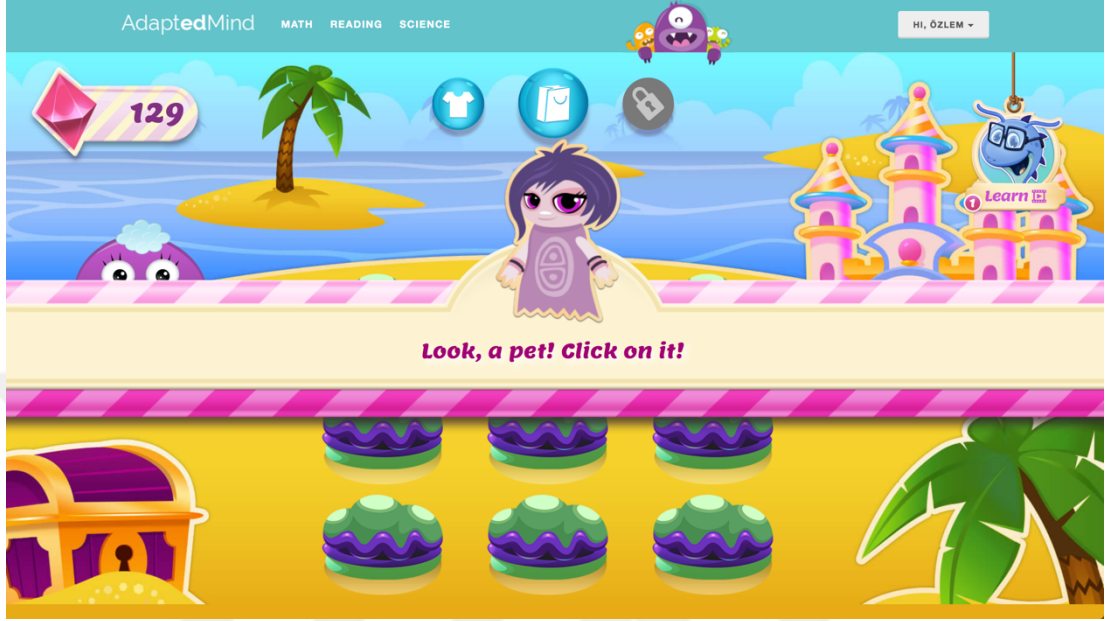 AdaptedMind MATH READING SCIENCE HI, ÖZLEM
129
Learn
1
Look, a pet! Click on it!